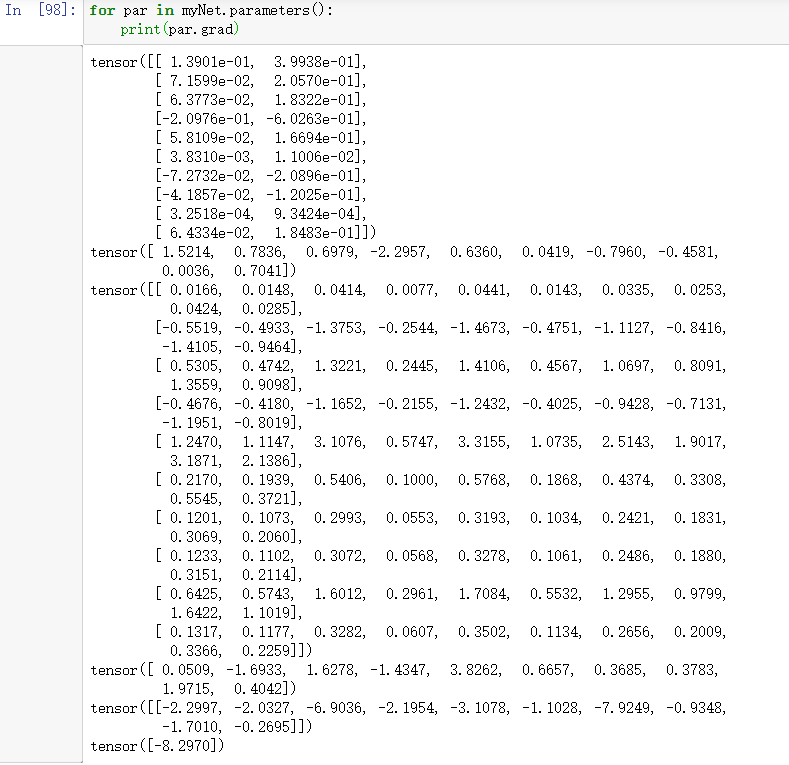 In [98]: for par in myNet.parameters():
    print(par.grad)
tensor([[ 1.3901e-01,  3.9938e-01],
        [ 7.1599e-02,  2.0570e-01],
        [ 6.3773e-02,  1.8322e-01],
        [-2.0976e-01, -6.0263e-01],
        [ 5.8109e-02,  1.6694e-01],
        [ 3.8310e-03,  1.1006e-02],
        [-7.2732e-02, -2.0896e-01],
        [-4.1857e-02, -1.2025e-01],
        [ 3.2518e-04,  9.3424e-04],
        [ 6.4334e-02,  1.8483e-01]])
tensor([ 1.5214,  0.7836,  0.6979, -2.2957,  0.6360,  0.0419, -0.7960, -0.4581,
         0.0036,  0.7041])
tensor([[ 0.0166,  0.0148,  0.0414,  0.0077,  0.0441,  0.0143,  0.0335,  0.0253,
          0.0424,  0.0285],
        [-0.5519, -0.4933, -1.3753, -0.2544, -1.4673, -0.4751, -1.1127, -0.8416,
         -1.4105, -0.9464],
        [ 0.5305,  0.4742,  1.3221,  0.2445,  1.4106,  0.4567,  1.0697,  0.8091,
          1.3559,  0.9098],
        [-0.4676, -0.4180, -1.1652, -0.2155, -1.2432, -0.4025, -0.9428, -0.7131,
         -1.1951, -0.8019],
        [ 1.2470,  1.1147,  3.1076,  0.5747,  3.3155,  1.0735,  2.5143,  1.9017,
          3.1871,  2.1386],
        [ 0.2170,  0.1939,  0.5406,  0.1000,  0.5768,  0.1868,  0.4374,  0.3308,
          0.5545,  0.3721],
        [ 0.1201,  0.1073,  0.2993,  0.0553,  0.3193,  0.1034,  0.2421,  0.1831,
          0.3069,  0.2060],
        [ 0.1233,  0.1102,  0.3072,  0.0568,  0.3278,  0.1061,  0.2486,  0.1880,
          0.3151,  0.2114],
        [ 0.6425,  0.5743,  1.6012,  0.2961,  1.7084,  0.5532,  1.2955,  0.9799,
          1.6422,  1.1019],
        [ 0.1317,  0.1177,  0.3282,  0.0607,  0.3502,  0.1134,  0.2656,  0.2009,
          0.3366,  0.2259]])
tensor([ 0.0509, -1.6933,  1.6278, -1.4347,  3.8262,  0.6657,  0.3685,  0.3783,
         1.9715,  0.4042])
tensor([[-2.2997, -2.0327, -6.9036, -2.1954, -3.1078, -1.1028, -7.9249, -0.9348,
         -1.7010, -0.2695]])
tensor([-8.2970])